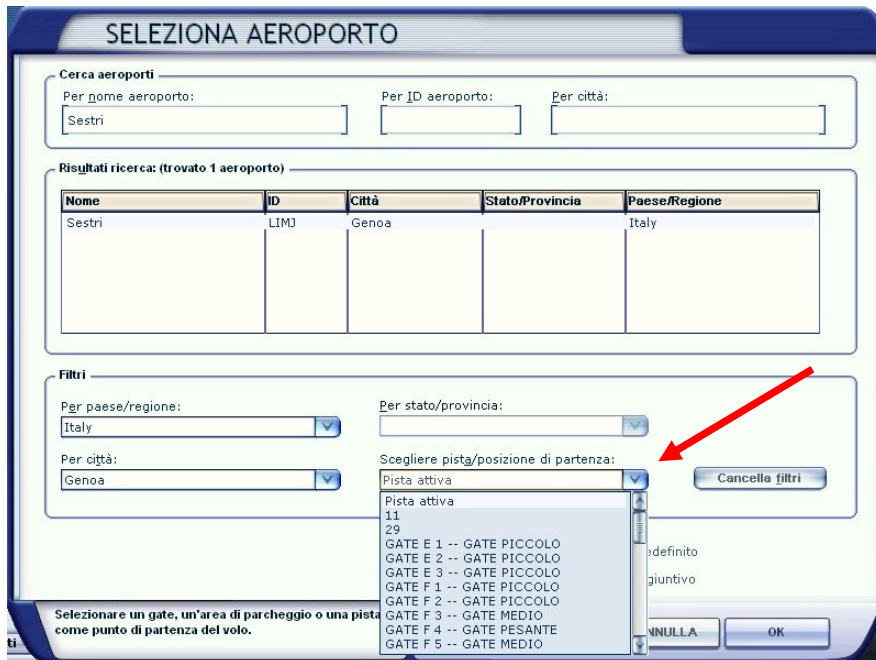 SELEZIONA AEROPORTO
Cerca aeroporti
Per nome aeroporto: Per ID aeroporto: Per città:
Sestri
Risultati ricerca: (trovato 1 aeroporto)
Nome ID Città Stato/Provincia Paese/Regione
Sestri LIMJ Genoa Italy
Filtri
Per paese/regione: Per stato/provincia:
Italy
Per città: Scegliere pista/posizione di partenza:
Genoa Pista attiva Cancella filtri
Pista attiva
11
29
GATE E 1 -- GATE PICCOLO
GATE E 2 -- GATE PICCOLO
edefinito
GATE E 3 -- GATE PICCOLO
GATE F 1 -- GATE PICCOLO
giuntivo
GATE F 2 -- GATE PICCOLO
GATE F 3 -- GATE MEDIO
GATE F 4 -- GATE PESANTE
GATE F 5 -- GATE MEDIO
Selezionare un gate, un'area di parcheggio o una pista
come punto di partenza del volo.
NNULLA OK
ti